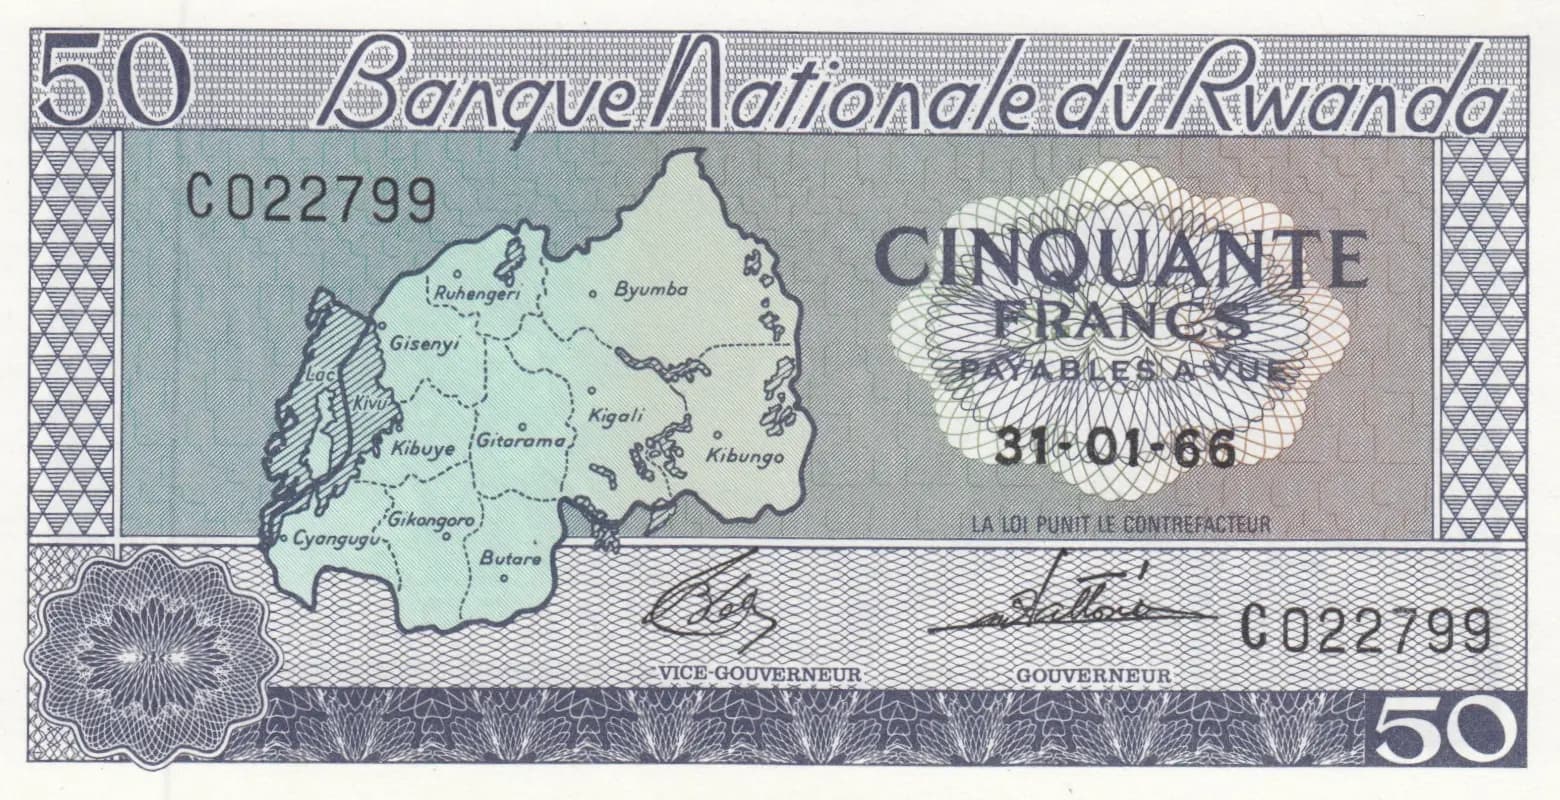 50 Banque Nationale du Rwanda
C022799
CINQUANTE
FRANCS
PAYABLES A VUE
31-01-66
LA LOI PUNIT LE CONTREFACTEUR
Ruhengeri
Byumba
Gisenyi
Lac
Kivu
Kibuye
Gitarama
Kigali
Kibungo
Cyangugu
Gikongoro
Butare
VICE-GOUVERNEUR
GOUVERNEUR
C022799
50